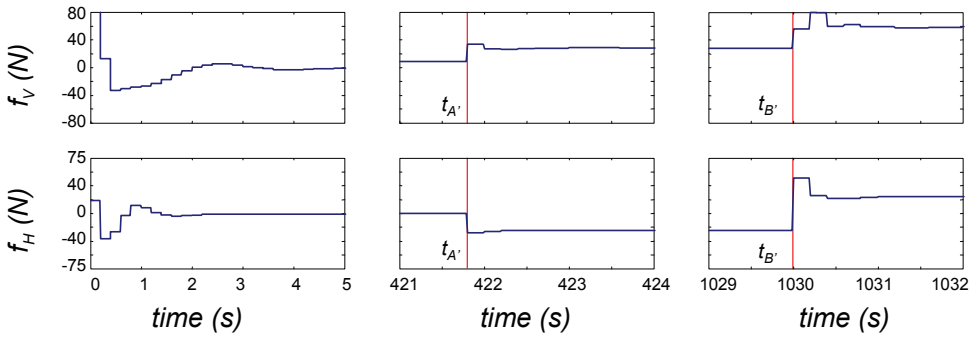 80
40
0
-40
-80
f_V (N)
t_A'
t_B'
75
40
0
-40
-75
f_H (N)
t_A'
t_B'
0 1 2 3 4 5
421 422 423 424
1029 1030 1031 1032
time (s) time (s) time (s)